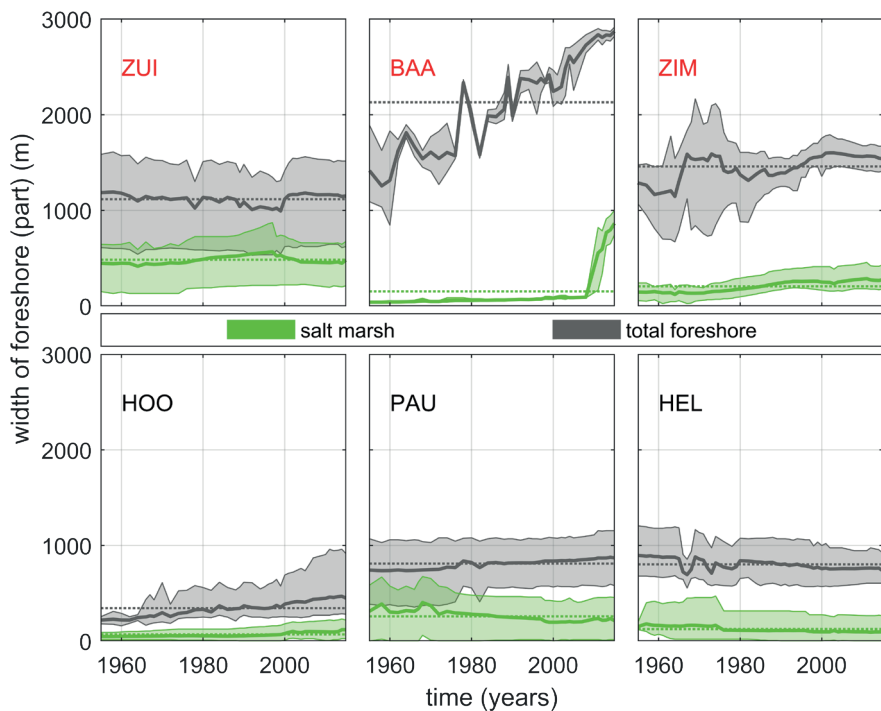 3000
ZUI
BAA
ZIM
2000
1000
0
salt marsh
total foreshore
width of foreshore (part) (m)
3000
HOO
PAU
HEL
2000
1000
0
1960 1980 2000 1960 1980 2000 1960 1980 2000
time (years)